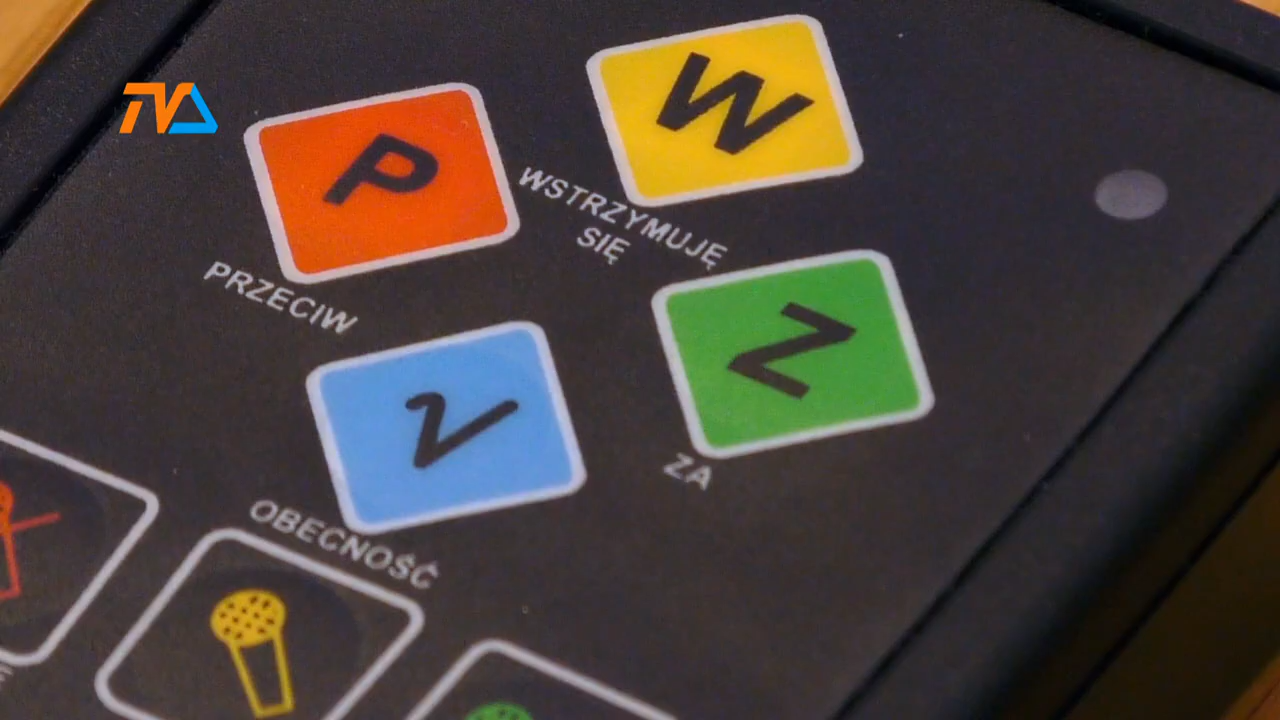 TVA
P
W
PRZECIW
WSTRZYMUJĘ
SIĘ
Z
ZA
OBECNOŚĆ